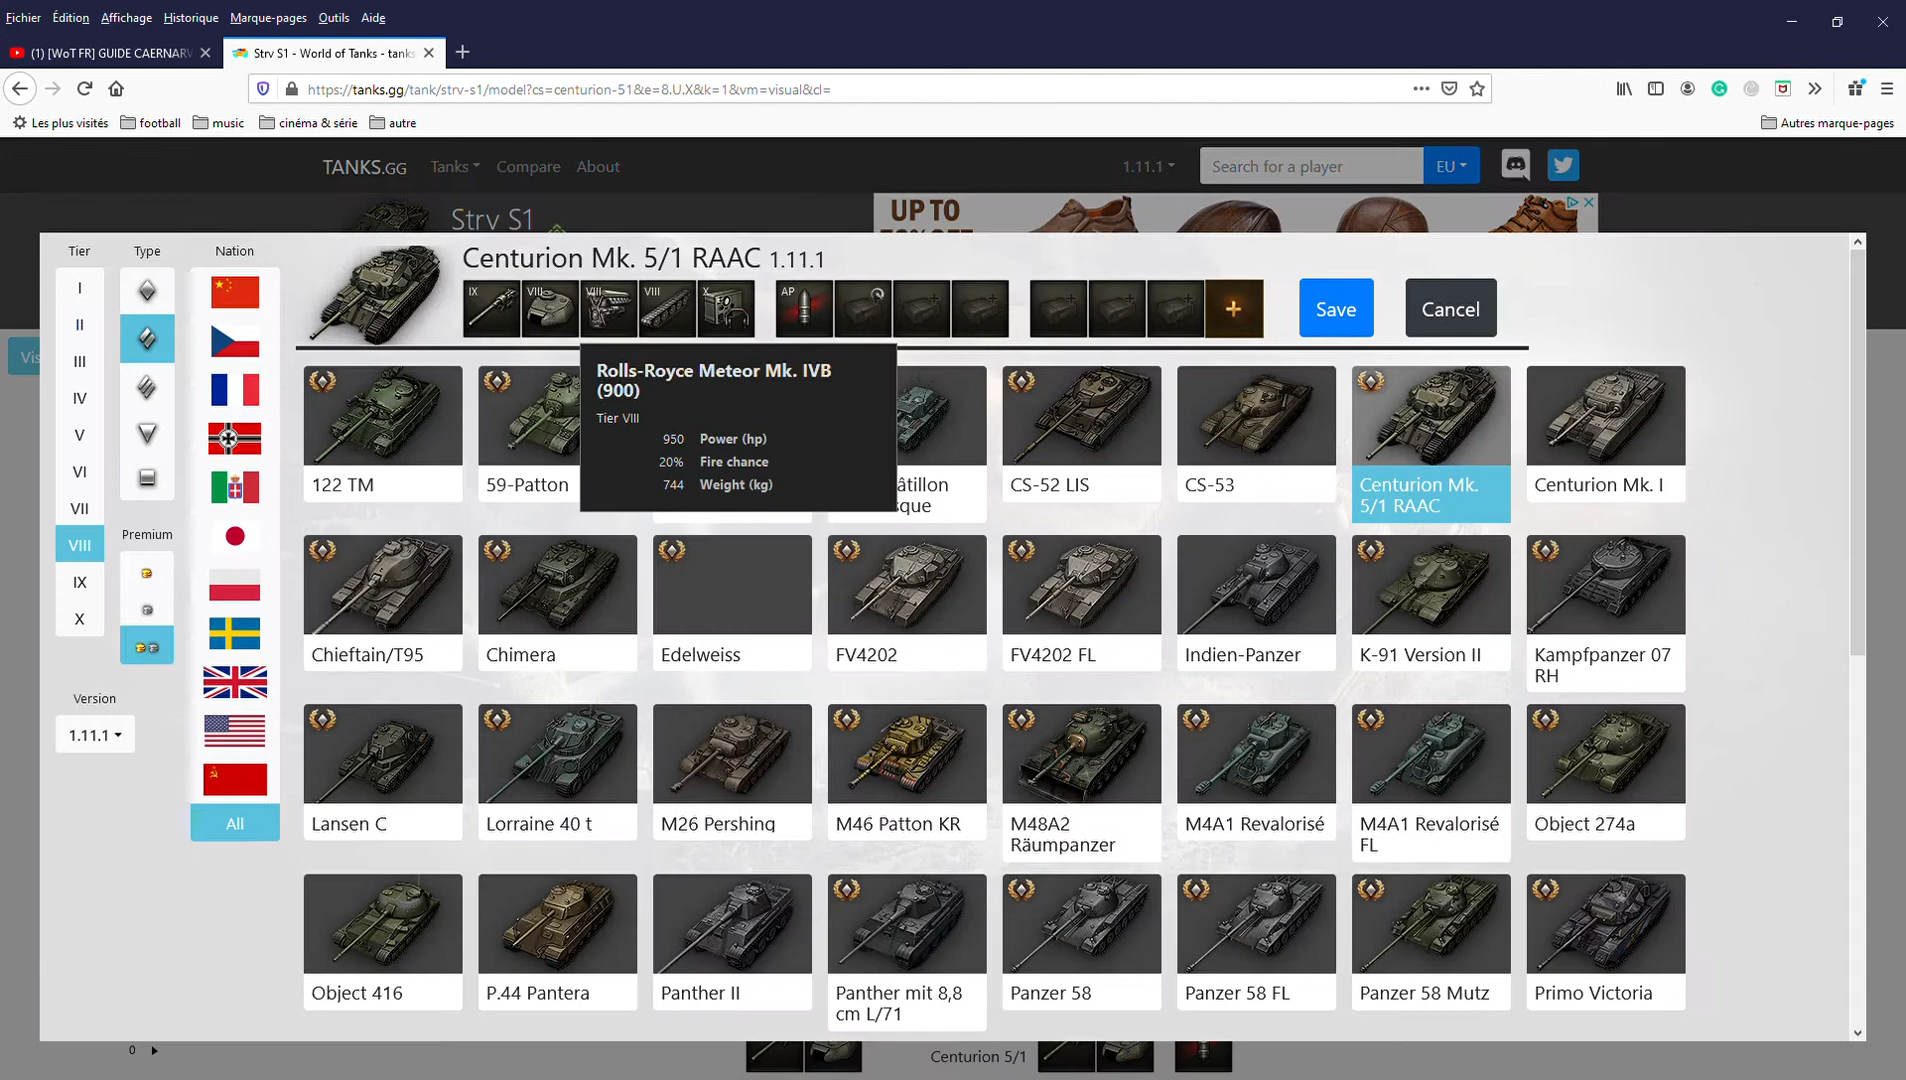 Fichier Édition Affichage Historique Marque-pages Outils Aide
(1) [WoT FR] GUIDE CAERNARV
Strv S1 - World of Tanks - tanks
https://tanks.gg/tank/strv-s1/model?cs=centurion-51&e=8.U.X&k=1&vm=visual&cl=
Les plus visités football music cinéma & série autre Autres marque-pages
TANKS.GG Tanks Compare About 1.11.1 Search for a player EU
Strv S1
UP TO
Tier Type Nation
Centurion Mk. 5/1 RAAC 1.11.1
IX VIII VIII VIII X AP
Save Cancel
I
II
III
IV
V
VI
VII
VIII
IX
X
Premium
Version
1.11.1
All
Vis
Rolls-Royce Meteor Mk. IVB
(900)
Tier VIII
950 Power (hp)
20% Fire chance
744 Weight (kg)
122 TM
59-Patton
âtillon
sque
CS-52 LIS
CS-53
Centurion Mk.
5/1 RAAC
Centurion Mk. I
Chieftain/T95
Chimera
Edelweiss
FV4202
FV4202 FL
Indien-Panzer
K-91 Version II
Kampfpanzer 07
RH
Lansen C
Lorraine 40 t
M26 Pershing
M46 Patton KR
M48A2
Räumpanzer
M4A1 Revalorisé
M4A1 Revalorisé
FL
Object 274a
Object 416
P.44 Pantera
Panther II
Panther mit 8,8
cm L/71
Panzer 58
Panzer 58 FL
Panzer 58 Mutz
Primo Victoria
0
Centurion 5/1